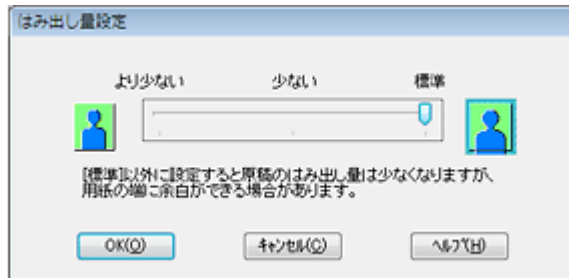 はみ出し量設定
より少ない 少ない 標準
[標準]以外に設定すると原稿のはみ出し量は少なくなりますが、
用紙の端に余白ができる場合があります。
OK(O) キャンセル(C) ヘルプ(H)